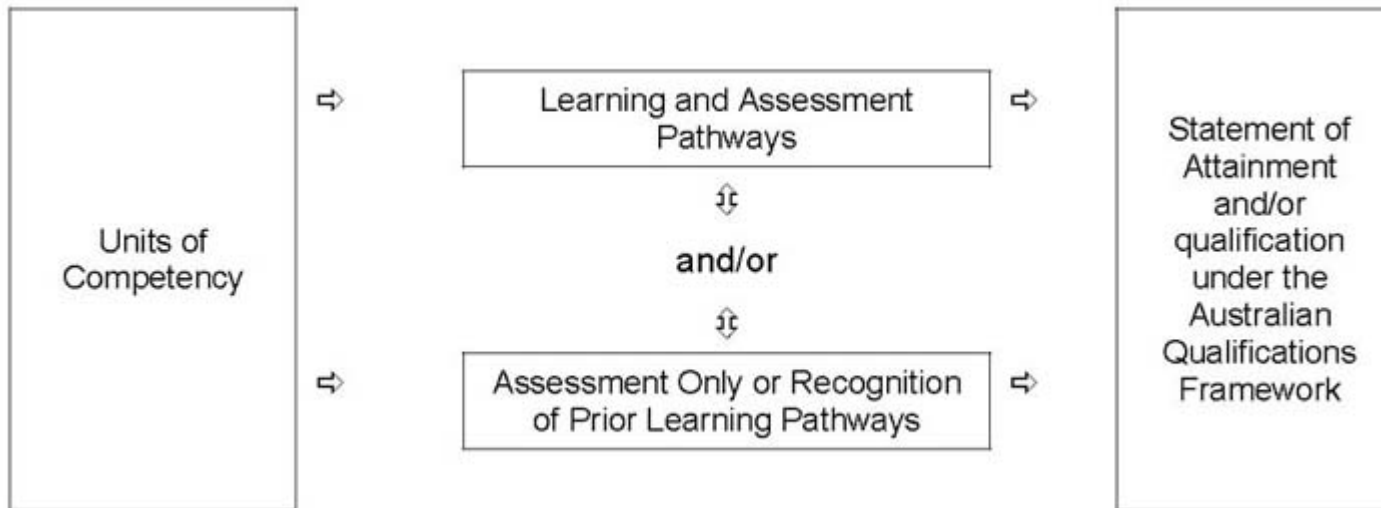 Units of
Competency
Learning and Assessment
Pathways
and/or
Assessment Only or Recognition
of Prior Learning Pathways
Statement of
Attainment
and/or
qualification
under the
Australian
Qualifications
Framework